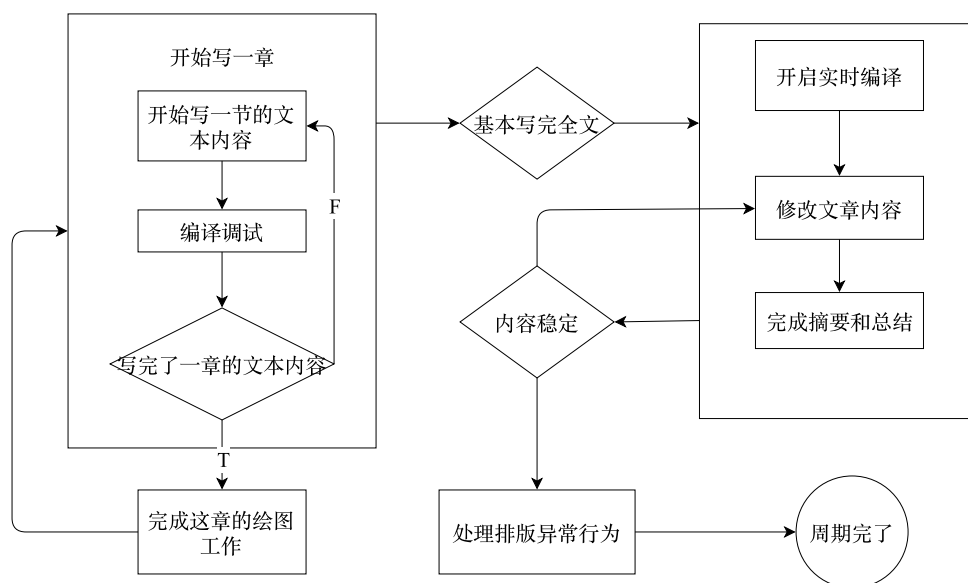 开始写一章
开始写一节的文
本内容
F
编译调试
写完了一章的文本内容
T
完成这章的绘图
工作
基本写完全文
开启实时编译
修改文章内容
完成摘要和总结
内容稳定
处理排版异常行为
周期完了